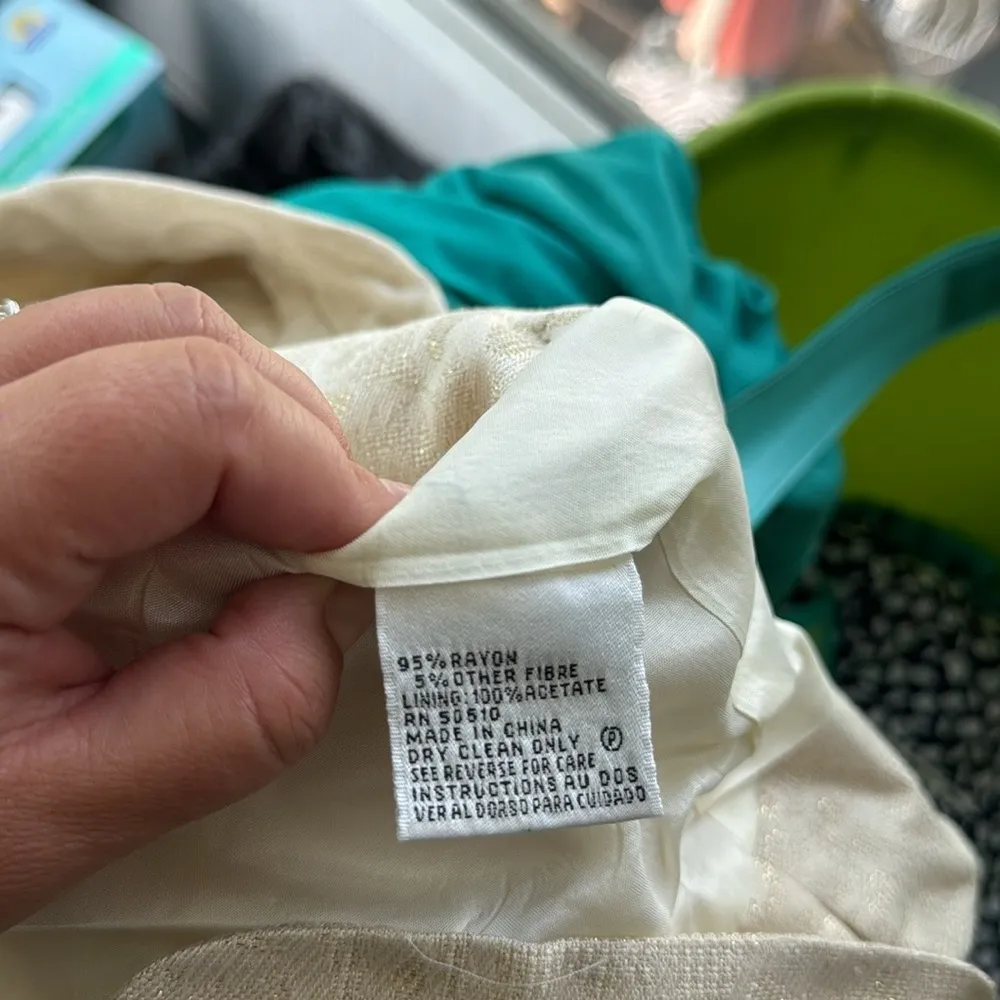 95% RAYON
5% OTHER FIBRE
LINING: 100% ACETATE
RN 50610
MADE IN CHINA
DRY CLEAN ONLY Ⓟ
SEE REVERSE FOR CARE
INSTRUCTIONS AU DOS
VER AL DORSO PARA CUIDADO